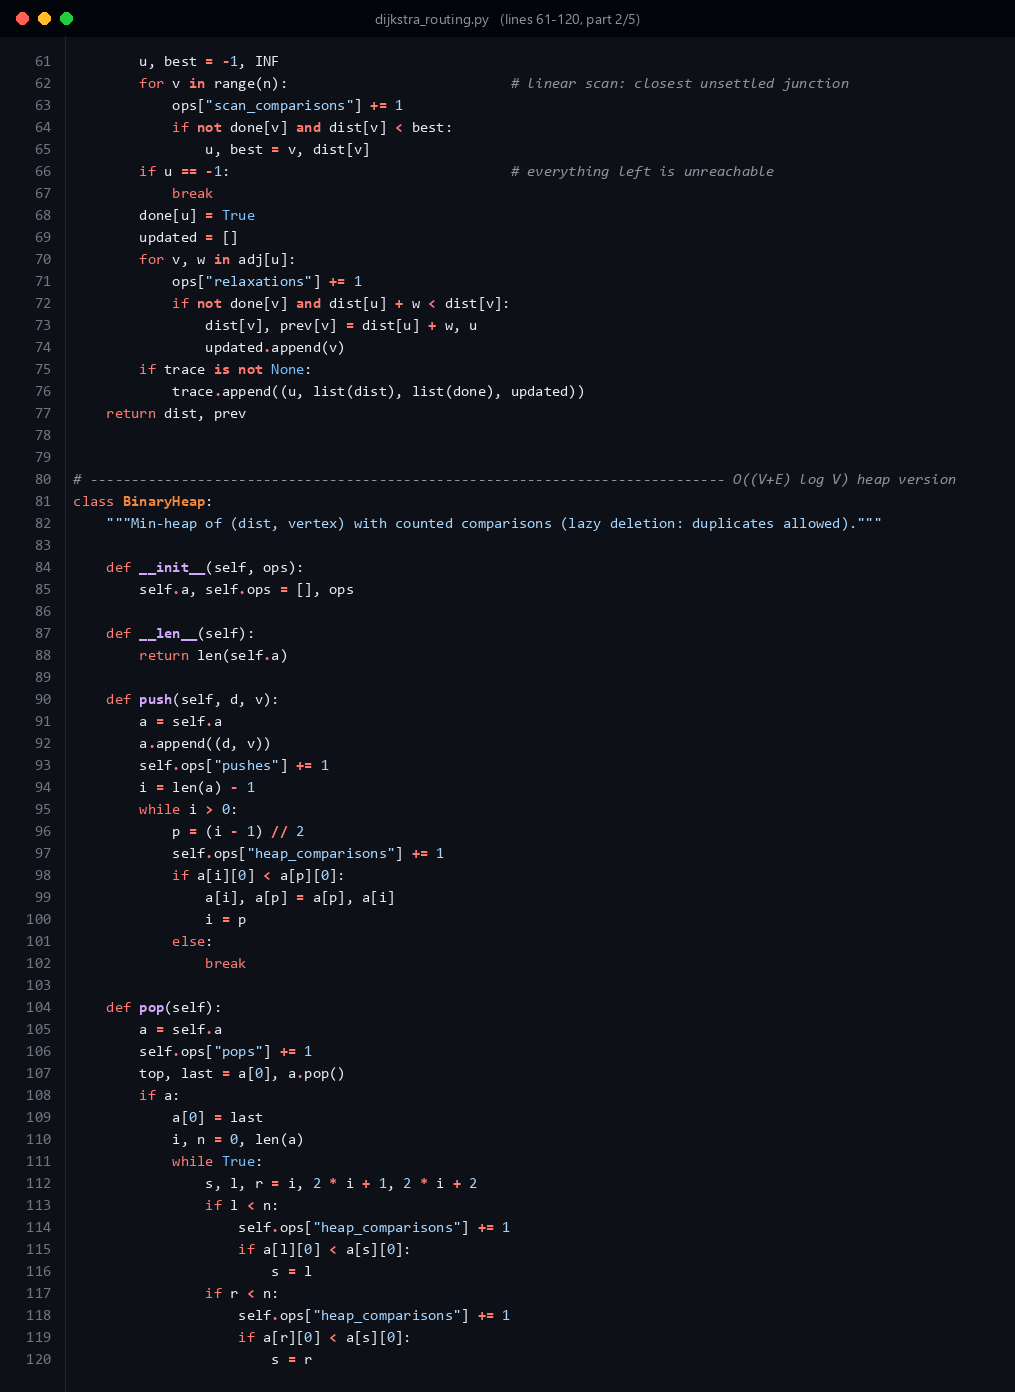 dijkstra_routing.py   (lines 61-120, part 2/5)
61         u, best = -1, INF
62         for v in range(n):                           # linear scan: closest unsettled junction
63             ops["scan_comparisons"] += 1
64             if not done[v] and dist[v] < best:
65                 u, best = v, dist[v]
66         if u == -1:                                  # everything left is unreachable
67             break
68         done[u] = True
69         updated = []
70         for v, w in adj[u]:
71             ops["relaxations"] += 1
72             if not done[v] and dist[u] + w < dist[v]:
73                 dist[v], prev[v] = dist[u] + w, u
74                 updated.append(v)
75         if trace is not None:
76             trace.append((u, list(dist), list(done), updated))
77     return dist, prev
78
79
80 # ----------------------------------------------------------------------------- O((V+E) log V) heap version
81 class BinaryHeap:
82     """Min-heap of (dist, vertex) with counted comparisons (lazy deletion: duplicates allowed)."""
83
84     def __init__(self, ops):
85         self.a, self.ops = [], ops
86
87     def __len__(self):
88         return len(self.a)
89
90     def push(self, d, v):
91         a = self.a
92         a.append((d, v))
93         self.ops["pushes"] += 1
94         i = len(a) - 1
95         while i > 0:
96             p = (i - 1) // 2
97             self.ops["heap_comparisons"] += 1
98             if a[i][0] < a[p][0]:
99                 a[i], a[p] = a[p], a[i]
100                 i = p
101             else:
102                 break
103
104     def pop(self):
105         a = self.a
106         self.ops["pops"] += 1
107         top, last = a[0], a.pop()
108         if a:
109             a[0] = last
110             i, n = 0, len(a)
111             while True:
112                 s, l, r = i, 2 * i + 1, 2 * i + 2
113                 if l < n:
114                     self.ops["heap_comparisons"] += 1
115                     if a[l][0] < a[s][0]:
116                         s = l
117                 if r < n:
118                     self.ops["heap_comparisons"] += 1
119                     if a[r][0] < a[s][0]:
120                         s = r